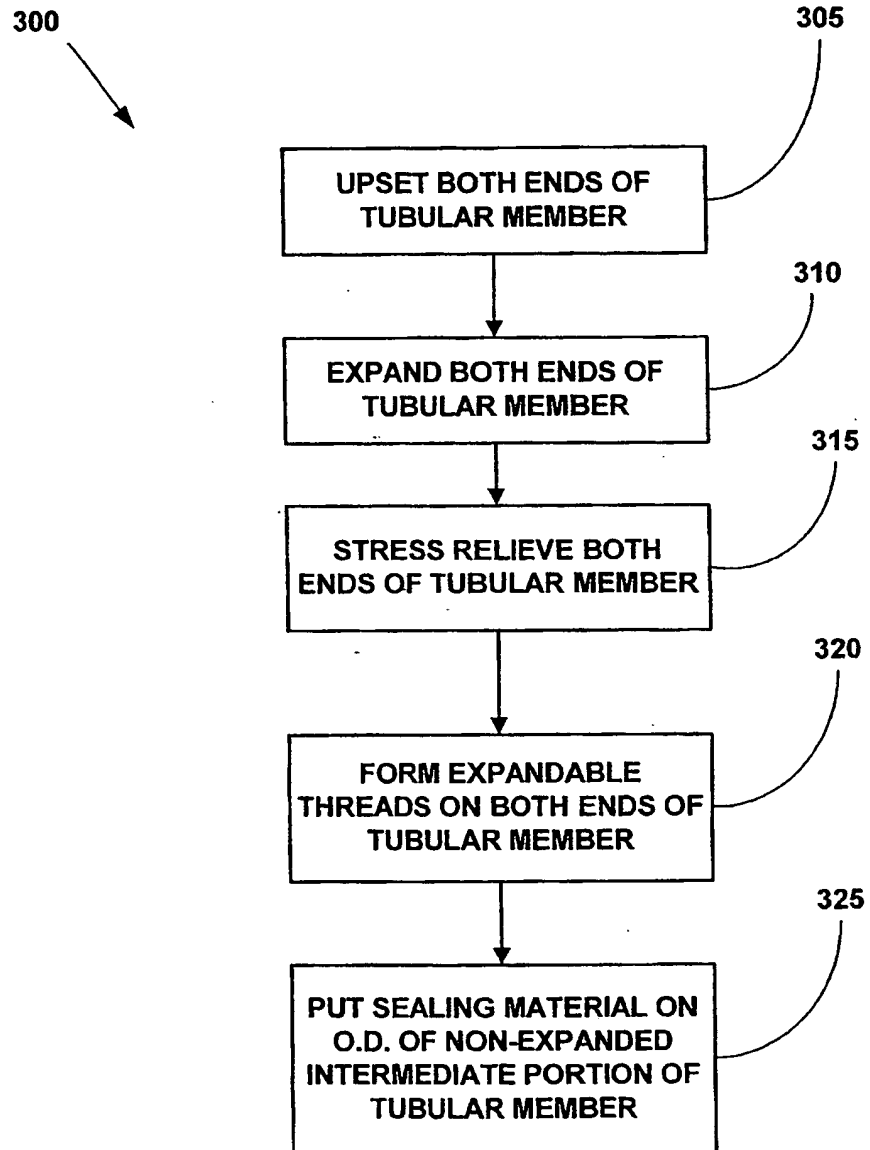 300
305
UPSET BOTH ENDS OF
TUBULAR MEMBER
310
EXPAND BOTH ENDS OF
TUBULAR MEMBER
315
STRESS RELIEVE BOTH
ENDS OF TUBULAR MEMBER
320
FORM EXPANDABLE
THREADS ON BOTH ENDS OF
TUBULAR MEMBER
325
PUT SEALING MATERIAL ON
O.D. OF NON-EXPANDED
INTERMEDIATE PORTION OF
TUBULAR MEMBER